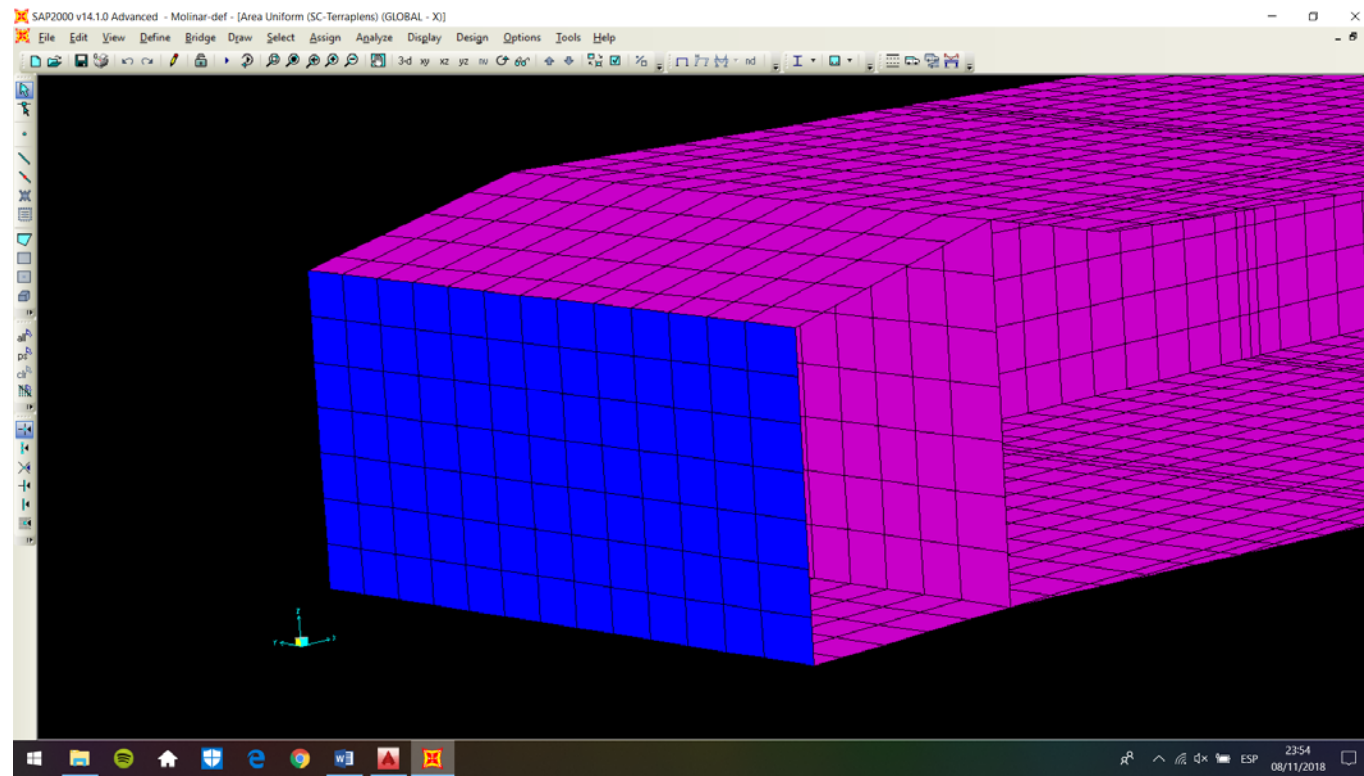 SAP2000 v14.1.0 Advanced - Molinar-def - [Area Uniform (SC-Terraplens) (GLOBAL - X)]
File Edit View Define Bridge Draw Select Assign Analyze Display Design Options Tools Help
3-d xy xz yz nv nd
all
ps
clr
Z
X
Y
ESP
23:54
08/11/2018